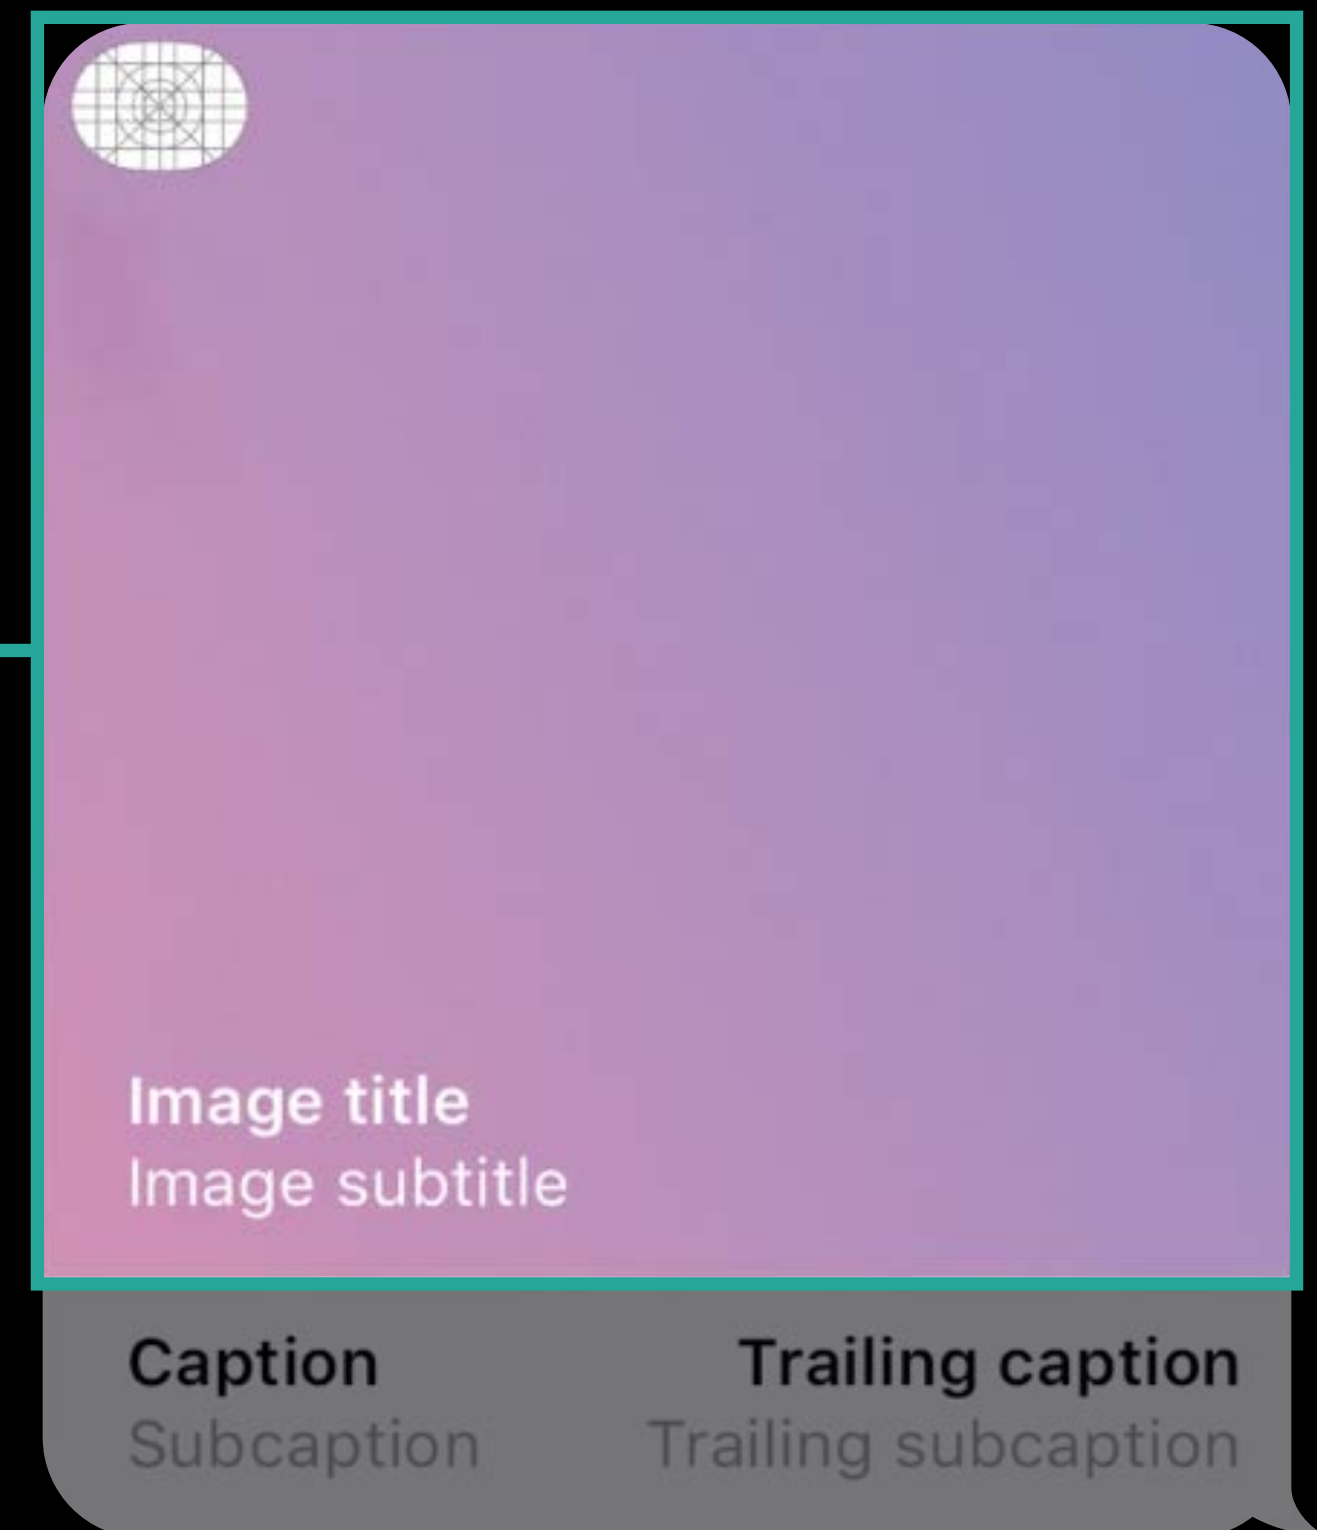 Image title
Image subtitle
Caption
Trailing caption
Subcaption
Trailing subcaption